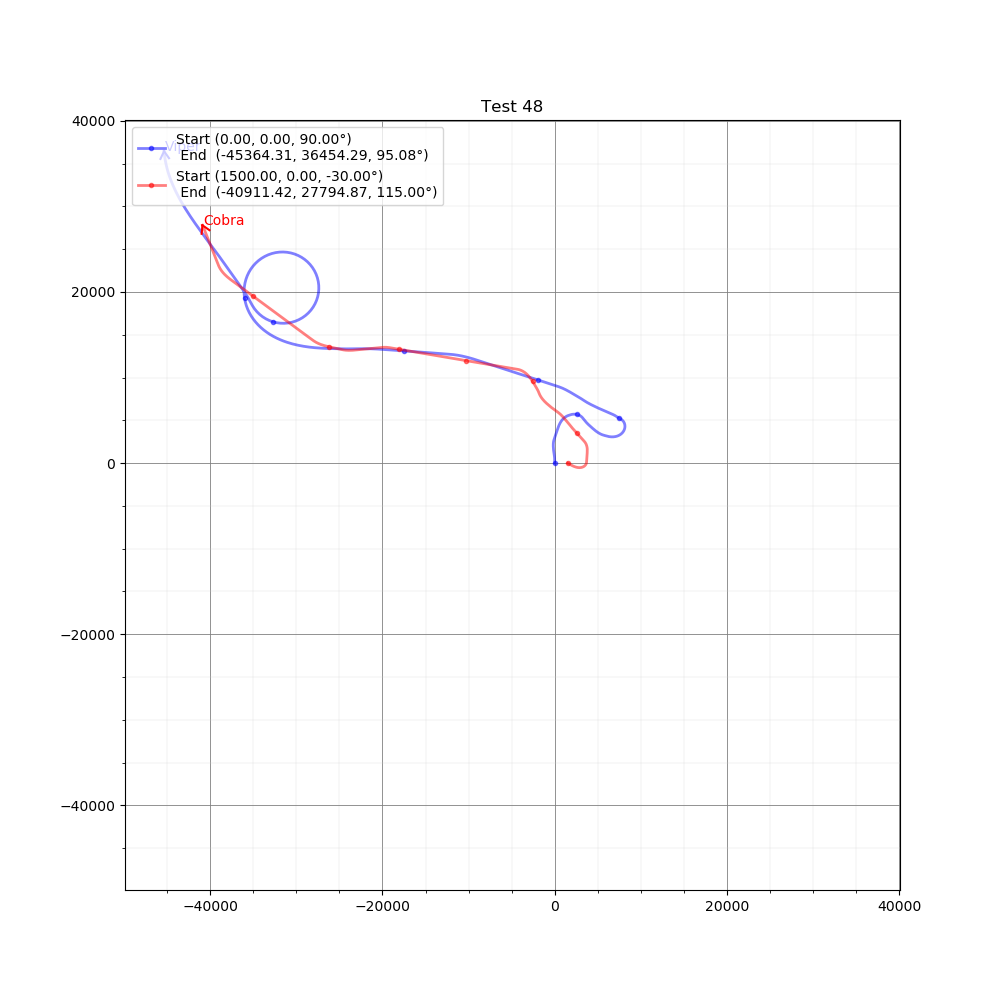 Test 48
40000
20000
0
−20000
−40000
−40000
−20000
0
20000
40000
Start (0.00, 0.00, 90.00°)
End (-45364.31, 36454.29, 95.08°)
Start (1500.00, 0.00, -30.00°)
End (-40911.42, 27794.87, 115.00°)
Viper
Cobra